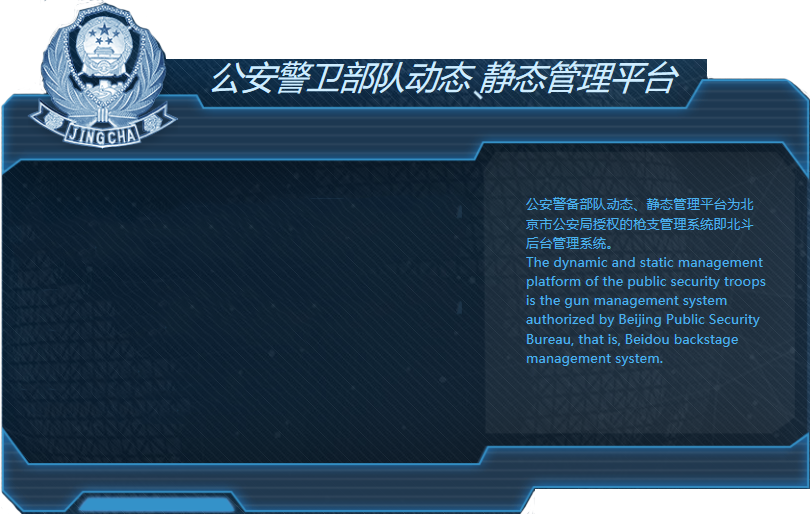 JINGCHA
公安警卫部队动态、静态管理平台
公安警备部队动态、静态管理平台为北
京市公安局授权的枪支管理系统即北斗
后台管理系统。
The dynamic and static management
platform of the public security troops
is the gun management system
authorized by Beijing Public Security
Bureau, that is, Beidou backstage
management system.